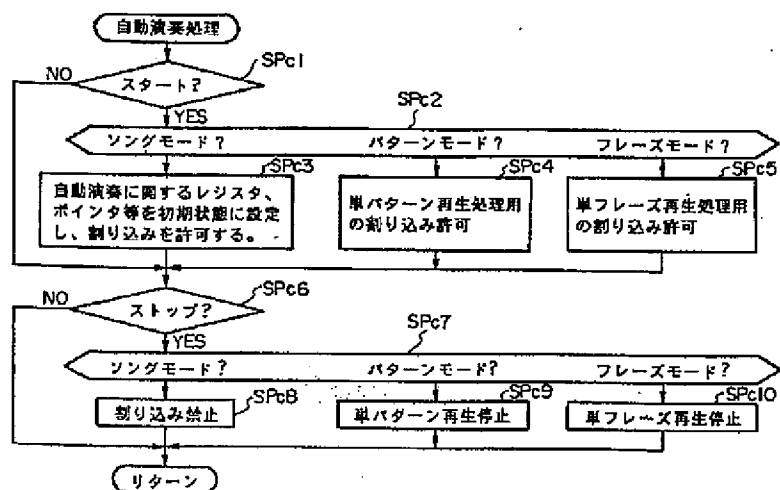 自動演奏処理
SPc1
NO
スタート?
YES
SPc2
ソングモード?
パターンモード?
フレーズモード?
SPc3
SPc4
SPc5
自動演奏に関するレジスタ、
ポインタ等を初期状態に設定
し、割り込みを許可する。
単パターン再生処理用
の割り込み許可
単フレーズ再生処理用
の割り込み許可
NO
SPc6
ストップ?
YES
SPc7
ソングモード?
パターンモード?
フレーズモード?
SPc8
SPc9
SPc10
割り込み禁止
単パターン再生停止
単フレーズ再生停止
リターン